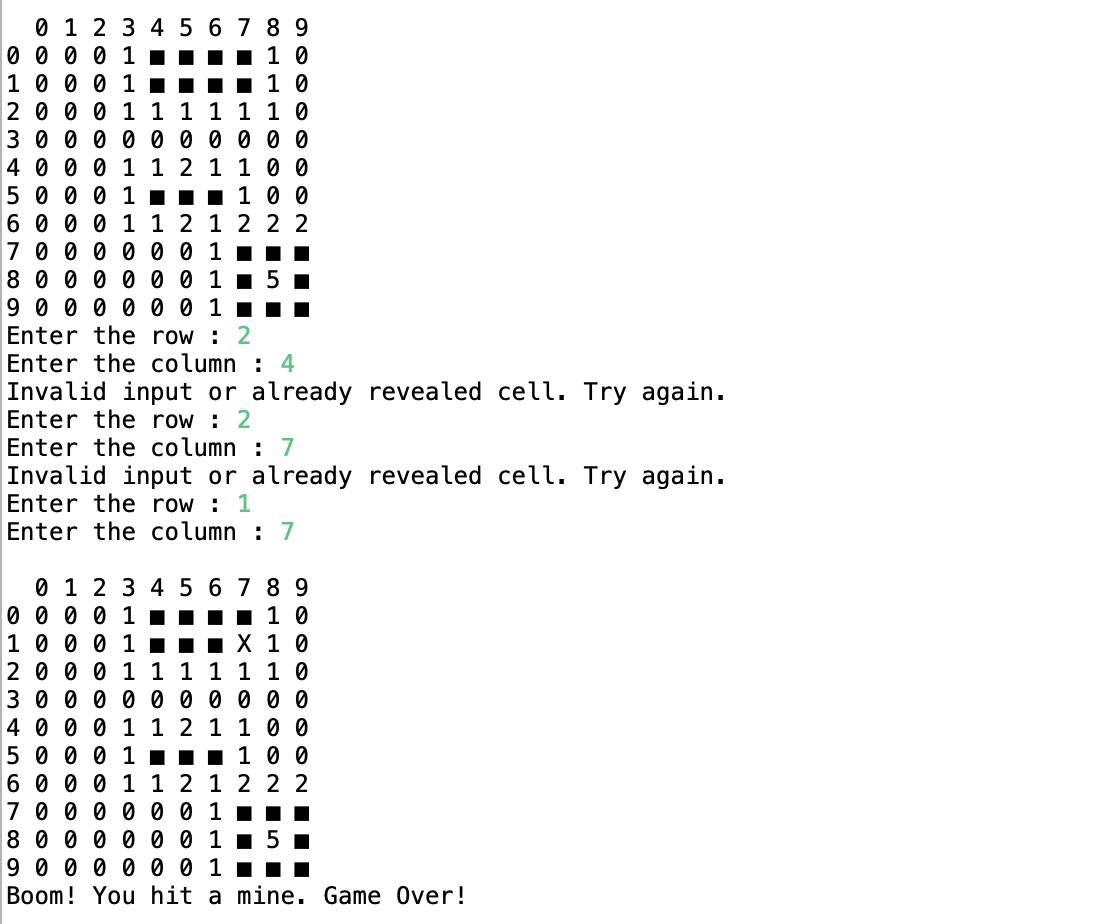 0 1 2 3 4 5 6 7 8 9
0 0 0 0 1 ■ ■ ■ ■ 1 0
1 0 0 0 1 ■ ■ ■ ■ 1 0
2 0 0 0 1 1 1 1 1 1 0
3 0 0 0 0 0 0 0 0 0 0
4 0 0 0 1 1 2 1 1 0 0
5 0 0 0 1 ■ ■ ■ 1 0 0
6 0 0 0 1 1 2 1 2 2 2
7 0 0 0 0 0 0 1 ■ ■ ■
8 0 0 0 0 0 0 1 ■ 5 ■
9 0 0 0 0 0 0 1 ■ ■ ■
Enter the row : 2
Enter the column : 4
Invalid input or already revealed cell. Try again.
Enter the row : 2
Enter the column : 7
Invalid input or already revealed cell. Try again.
Enter the row : 1
Enter the column : 7

  0 1 2 3 4 5 6 7 8 9
0 0 0 0 1 ■ ■ ■ ■ 1 0
1 0 0 0 1 ■ ■ ■ X 1 0
2 0 0 0 1 1 1 1 1 1 0
3 0 0 0 0 0 0 0 0 0 0
4 0 0 0 1 1 2 1 1 0 0
5 0 0 0 1 ■ ■ ■ 1 0 0
6 0 0 0 1 1 2 1 2 2 2
7 0 0 0 0 0 0 1 ■ ■ ■
8 0 0 0 0 0 0 1 ■ 5 ■
9 0 0 0 0 0 0 1 ■ ■ ■
Boom! You hit a mine. Game Over!